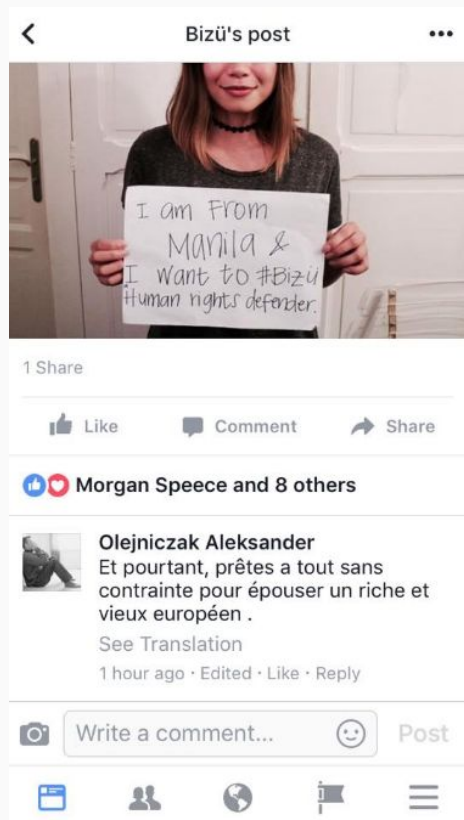 Bizü's post
I am From
Manila &
I want to #Bizü
Human rights defender.
1 Share
Like Comment Share
Morgan Speece and 8 others
Olejniczak Aleksander
Et pourtant, prêtes a tout sans
contrainte pour épouser un riche et
vieux européen .
See Translation
1 hour ago · Edited · Like · Reply
Write a comment... Post